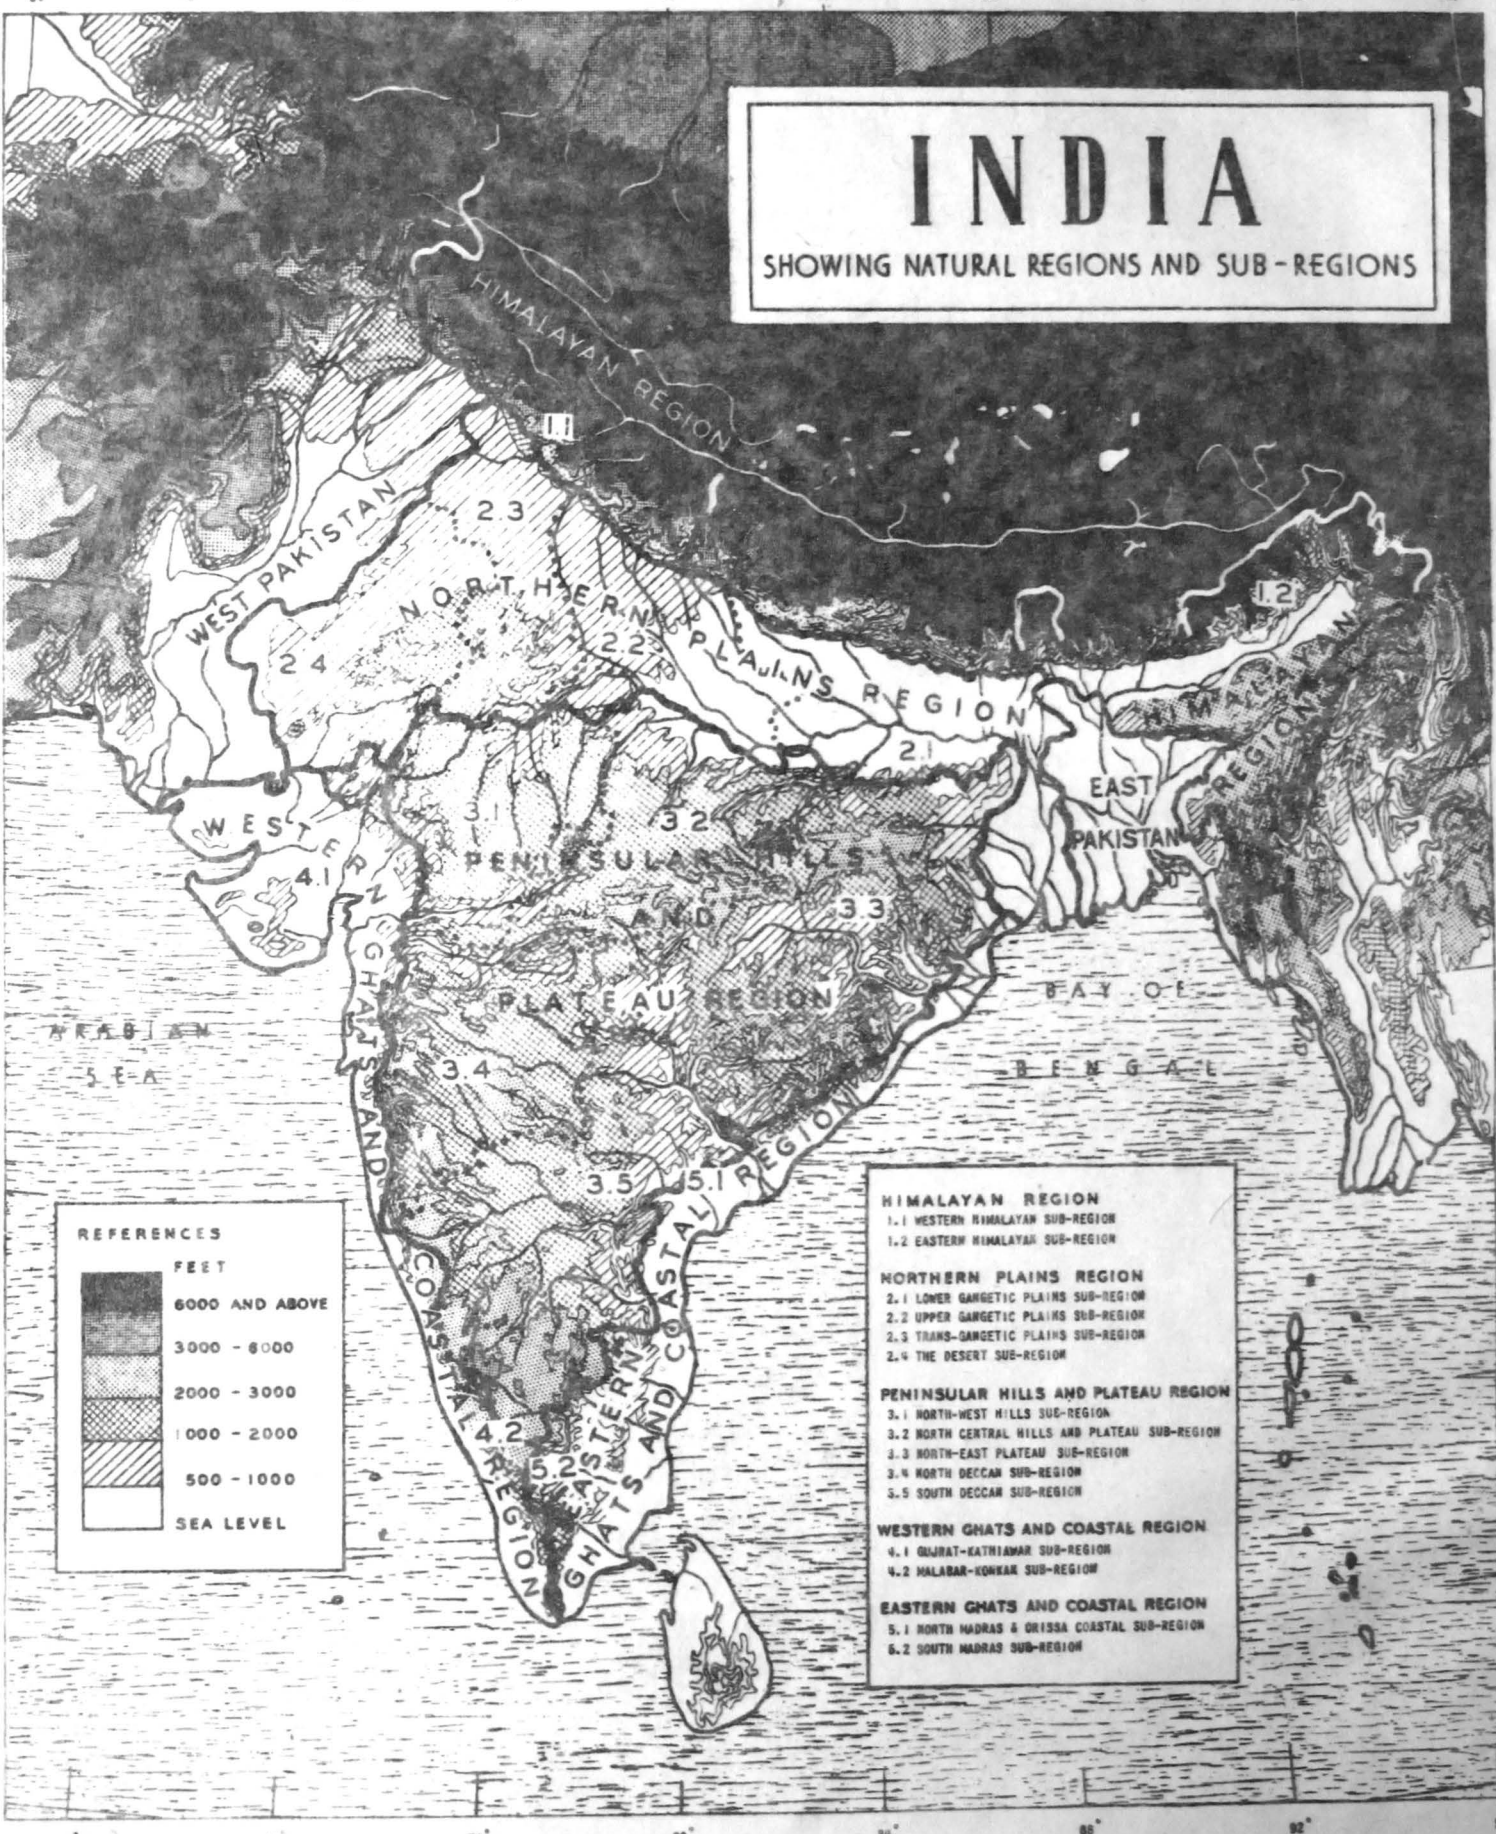 INDIA
SHOWING NATURAL REGIONS AND SUB-REGIONS
HIMALAYAN REGION
1.1
WEST PAKISTAN
2.3
NORTHERN PLAINS REGION
2.2
2.4
1.2
HIMALAYAN
REGION
2.1
EAST
PAKISTAN
3.1
3.2
PENINSULAR HILLS
AND
3.3
PLATEAU REGION
3.4
3.5
WESTERN GHATS AND COASTAL REGION
4.1
4.2
5.1
5.2
EASTERN
GHATS AND COASTAL REGION
ARABIAN
SEA
BAY OF
BENGAL
REFERENCES
FEET
6000 AND ABOVE
3000 - 6000
2000 - 3000
1000 - 2000
500 - 1000
SEA LEVEL
HIMALAYAN REGION
1.1 WESTERN HIMALAYAN SUB-REGION
1.2 EASTERN HIMALAYAN SUB-REGION
NORTHERN PLAINS REGION
2.1 LOWER GANGETIC PLAINS SUB-REGION
2.2 UPPER GANGETIC PLAINS SUB-REGION
2.3 TRANS-GANGETIC PLAINS SUB-REGION
2.4 THE DESERT SUB-REGION
PENINSULAR HILLS AND PLATEAU REGION
3.1 NORTH-WEST HILLS SUB-REGION
3.2 NORTH CENTRAL HILLS AND PLATEAU SUB-REGION
3.3 NORTH-EAST PLATEAU SUB-REGION
3.4 NORTH DECCAN SUB-REGION
3.5 SOUTH DECCAN SUB-REGION
WESTERN GHATS AND COASTAL REGION
4.1 GUJRAT-KATHIAWAR SUB-REGION
4.2 MALABAR-KONKAN SUB-REGION
EASTERN GHATS AND COASTAL REGION
5.1 NORTH MADRAS & ORISSA COASTAL SUB-REGION
5.2 SOUTH MADRAS SUB-REGION
88°
92°